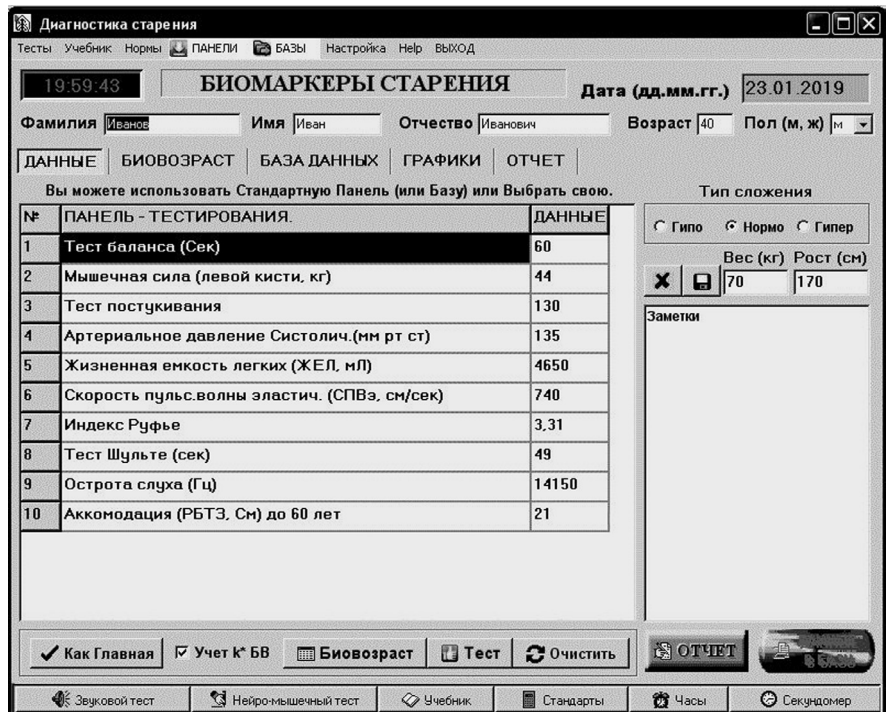 Диагностика старения
Тесты Учебник Нормы ПАНЕЛИ БАЗЫ Настройка Help ВЫХОД
19:59:43 БИОМАРКЕРЫ СТАРЕНИЯ Дата (дд.мм.гг.) 23.01.2019
Фамилия Иванов Имя Иван Отчество Иванович Возраст 40 Пол (м, ж) м
ДАННЫЕ БИОВОЗРАСТ БАЗА ДАННЫХ ГРАФИКИ ОТЧЕТ
Вы можете использовать Стандартную Панель (или Базу) или Выбрать свою.
№ ПАНЕЛЬ - ТЕСТИРОВАНИЯ. ДАННЫЕ
1 Тест баланса (Сек) 60
2 Мышечная сила (левой кисти, кг) 44
3 Тест постукивания 130
4 Артериальное давление Систолич.(мм рт ст) 135
5 Жизненная емкость легких (ЖЕЛ, мЛ) 4650
6 Скорость пульс.волны эластич. (СПВэ, см/сек) 740
7 Индекс Руфье 3,31
8 Тест Шульте (сек) 49
9 Острота слуха (Гц) 14150
10 Аккомодация (РБТЗ, См) до 60 лет 21
Тип сложения
Гипо Нормо Гипер
Вес (кг) Рост (см)
70 170
Заметки
Как Главная Учет k* БВ Биовозраст Тест Очистить ОТЧЕТ
Звуковой тест Нейро-мышечный тест Учебник Стандарты Часы Секундомер